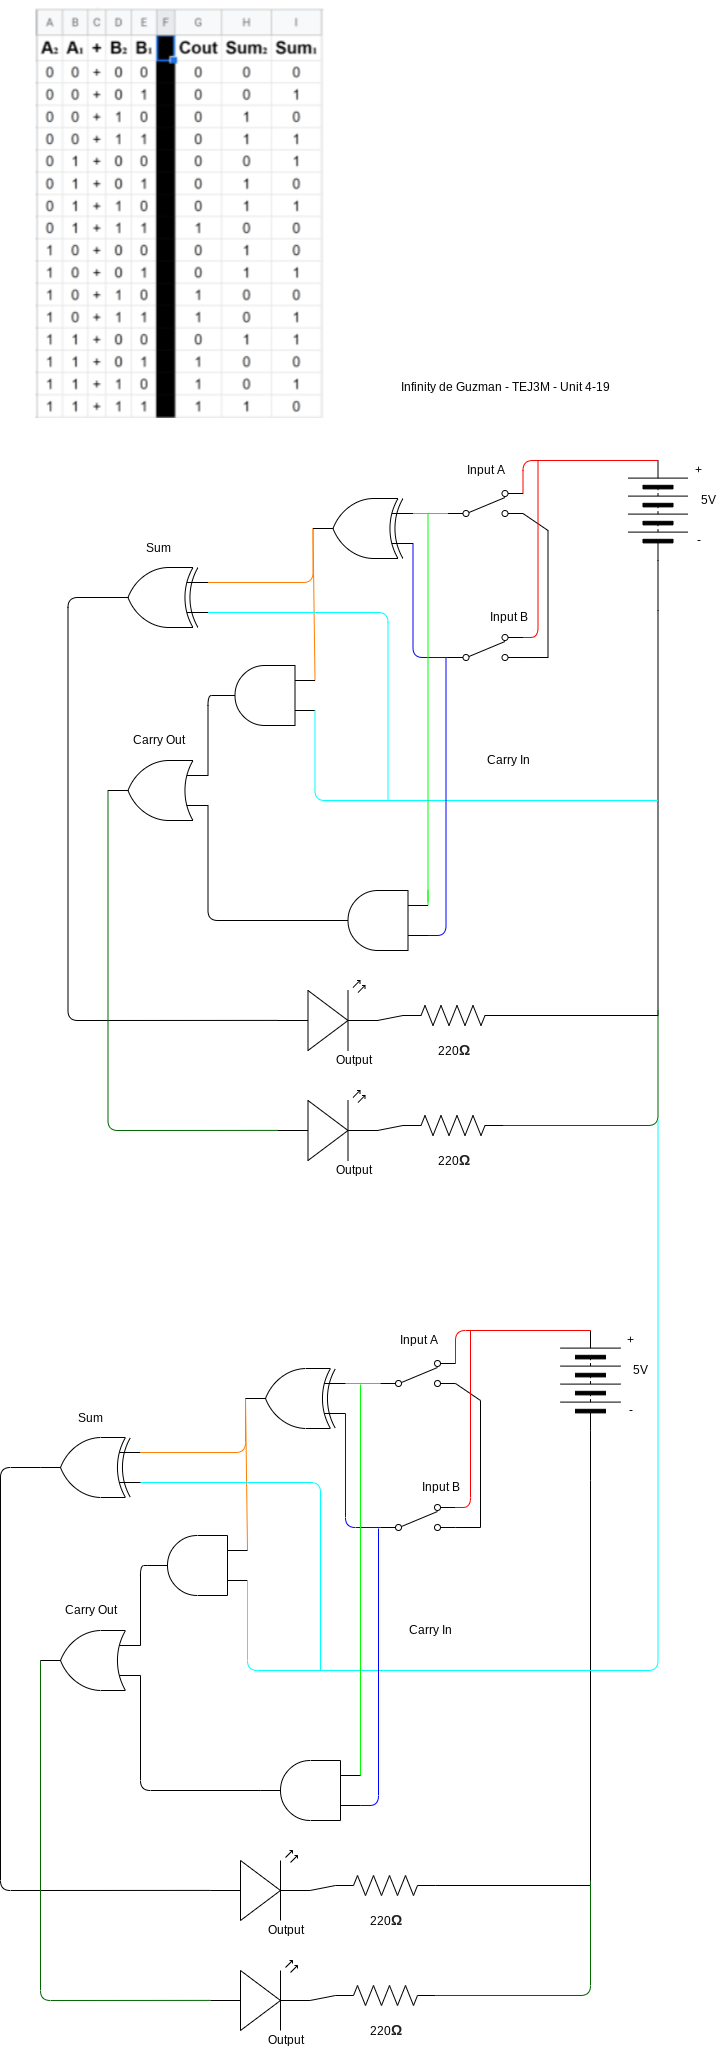 A B C D E F G H I
A₂ A₁ + B₂ B₁ Cout Sum₂ Sum₁
0 0 + 0 0 0 0 0
0 0 + 0 1 0 0 1
0 0 + 1 0 0 1 0
0 0 + 1 1 0 1 1
0 1 + 0 0 0 0 1
0 1 + 0 1 0 1 0
0 1 + 1 0 0 1 1
0 1 + 1 1 1 0 0
1 0 + 0 0 0 1 0
1 0 + 0 1 0 1 1
1 0 + 1 0 1 0 0
1 0 + 1 1 1 0 1
1 1 + 0 0 0 1 1
1 1 + 0 1 1 0 0
1 1 + 1 0 1 0 1
1 1 + 1 1 1 1 0
Infinity de Guzman - TEJ3M - Unit 4-19
Input A
+
5V
-
Sum
Input B
Carry Out
Carry In
Output
220Ω
Output
220Ω
Input A
+
5V
-
Sum
Input B
Carry Out
Carry In
Output
220Ω
Output
220Ω